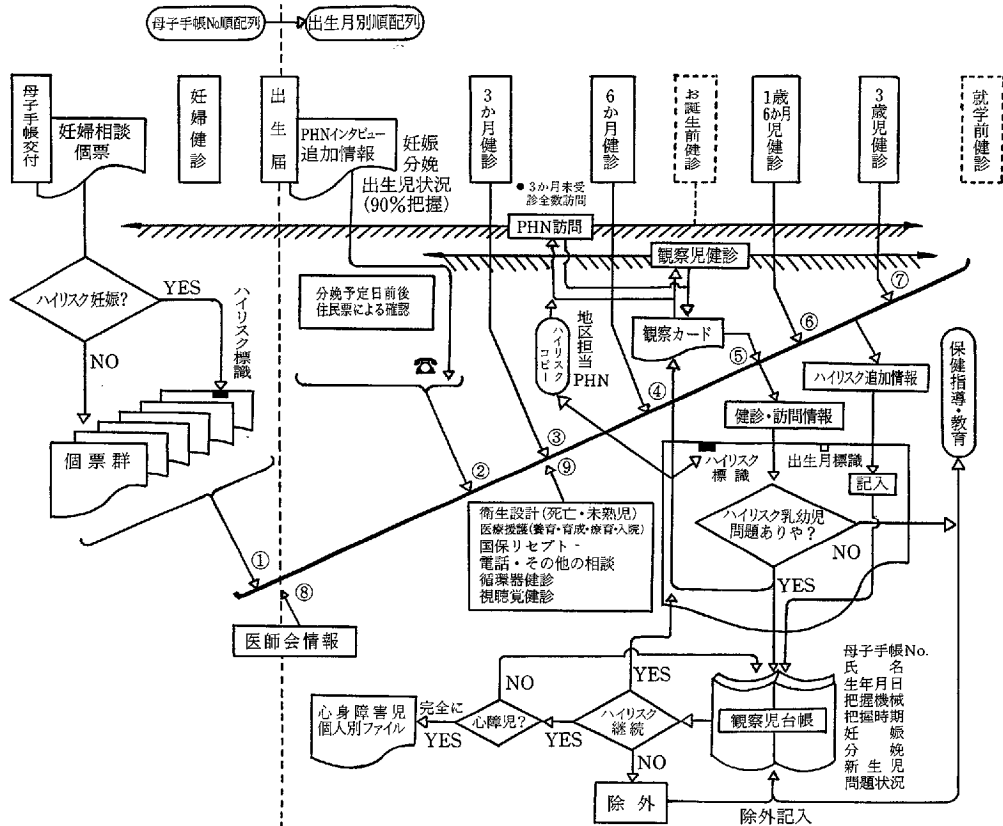 母子手帳No順配列
出生月別順配列
母子手帳交付
妊婦相談
個票
妊婦健診
出生届
PHNインタビュー
追加情報
妊娠
分娩
出生児状況
(90%把握)
3か月健診
6か月健診
お誕生前健診
1歳6か月児健診
3歳児健診
就学前健診
●3か月未受
診全数訪問
PHN訪問
観察児健診
ハイリスク妊娠?
YES
NO
ハイリスク標識
個票群
分娩予定日前後
住民票による確認
ハイリスクコピー
地区担当
PHN
観察カード
①
②
③
④
⑤
⑥
⑦
⑧
⑨
ハイリスク追加情報
健診・訪問情報
保健指導・教育
ハイリスク
標識
出生月標識
記入
ハイリスク乳幼児
問題ありや?
NO
YES
衛生設計(死亡・未熟児)
医療援護(養育・育成・療育・入院)
国保リセプト-
電話・その他の相談
循環器健診
視聴覚健診
医師会情報
心身障害児
個人別ファイル
完全に
YES
心障児?
NO
YES
ハイリスク
継続
YES
NO
除外
除外記入
観察児台帳
母子手帳No.
氏名
生年月日
把握機械
把握時期
妊娠
分娩
新生児
問題状況